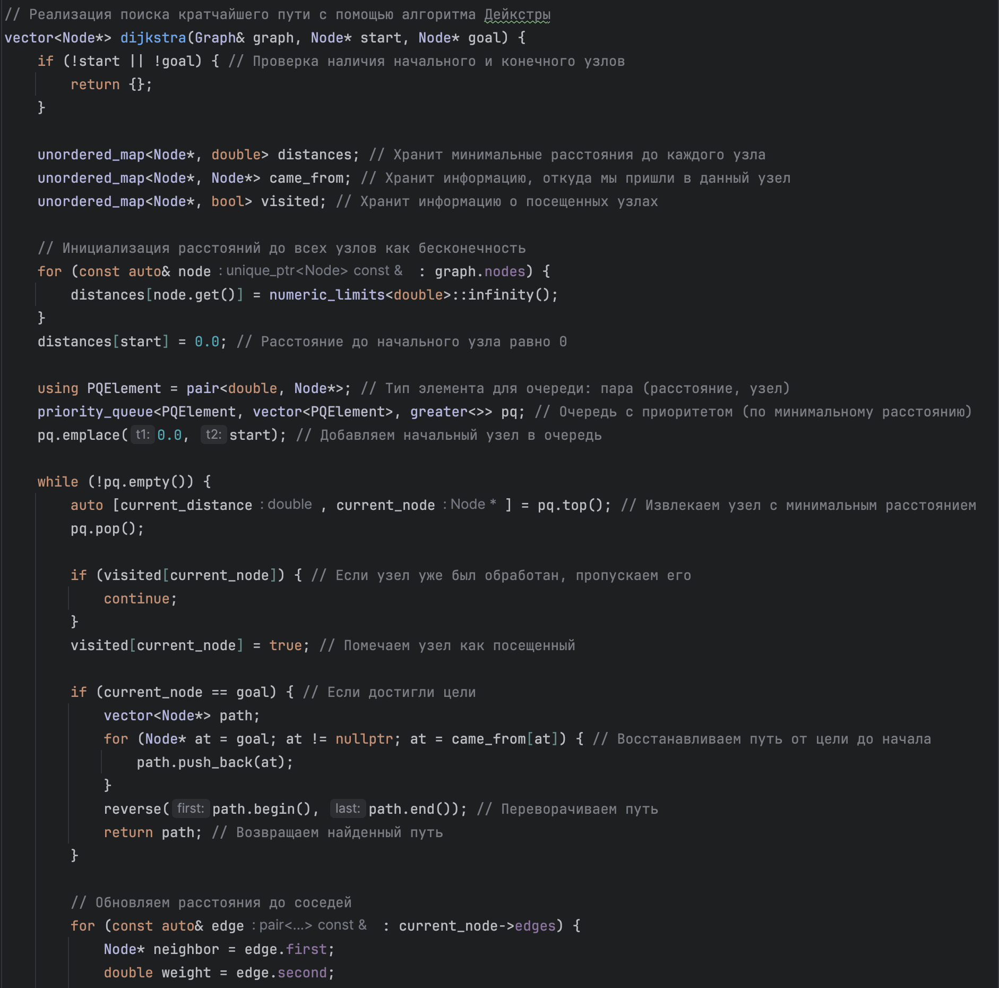 // Реализация поиска кратчайшего пути с помощью алгоритма Дейкстры
vector<Node*> dijkstra(Graph& graph, Node* start, Node* goal) {
    if (!start || !goal) { // Проверка наличия начального и конечного узлов
        return {};
    }

    unordered_map<Node*, double> distances; // Хранит минимальные расстояния до каждого узла
    unordered_map<Node*, Node*> came_from; // Хранит информацию, откуда мы пришли в данный узел
    unordered_map<Node*, bool> visited; // Хранит информацию о посещенных узлах

    // Инициализация расстояний до всех узлов как бесконечность
    for (const auto& node : unique_ptr<Node> const & : graph.nodes) {
        distances[node.get()] = numeric_limits<double>::infinity();
    }
    distances[start] = 0.0; // Расстояние до начального узла равно 0

    using PQElement = pair<double, Node*>; // Тип элемента для очереди: пара (расстояние, узел)
    priority_queue<PQElement, vector<PQElement>, greater<>> pq; // Очередь с приоритетом (по минимальному расстоянию)
    pq.emplace( t1: 0.0, t2: start); // Добавляем начальный узел в очередь

    while (!pq.empty()) {
        auto [current_distance : double , current_node : Node * ] = pq.top(); // Извлекаем узел с минимальным расстоянием
        pq.pop();

        if (visited[current_node]) { // Если узел уже был обработан, пропускаем его
            continue;
        }
        visited[current_node] = true; // Помечаем узел как посещенный

        if (current_node == goal) { // Если достигли цели
            vector<Node*> path;
            for (Node* at = goal; at != nullptr; at = came_from[at]) { // Восстанавливаем путь от цели до начала
                path.push_back(at);
            }
            reverse( first: path.begin(), last: path.end()); // Переворачиваем путь
            return path; // Возвращаем найденный путь
        }

        // Обновляем расстояния до соседей
        for (const auto& edge : pair<...> const & : current_node->edges) {
            Node* neighbor = edge.first;
            double weight = edge.second;